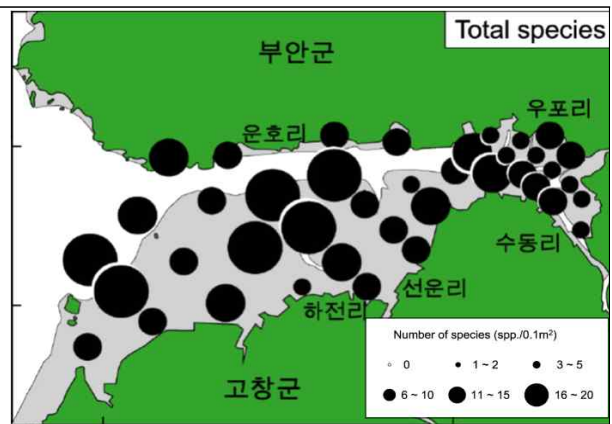 Total species
부안군
우포리
운호리
수동리
선운리
하전리
고창군
Number of species (spp./0.1m²)
0 1 ~ 2 3 ~ 5
6 ~ 10 11 ~ 15 16 ~ 20